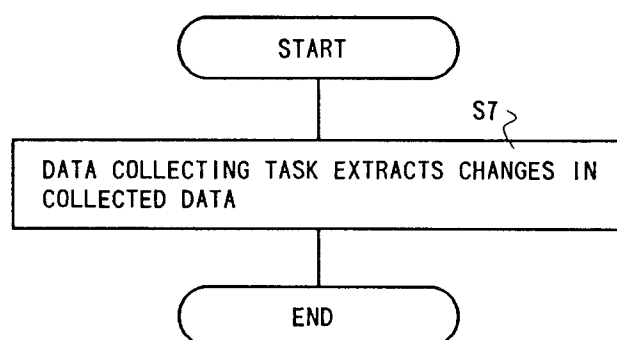 START
S7
DATA COLLECTING TASK EXTRACTS CHANGES IN
COLLECTED DATA
END